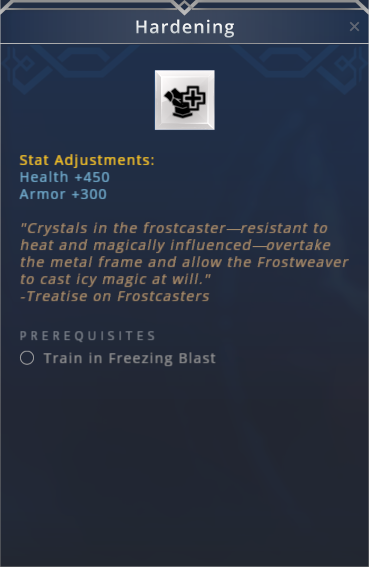 Hardening
Stat Adjustments:
Health +450
Armor +300
"Crystals in the frostcaster—resistant to
heat and magically influenced—overtake
the metal frame and allow the Frostweaver
to cast icy magic at will."
-Treatise on Frostcasters
PREREQUISITES
Train in Freezing Blast